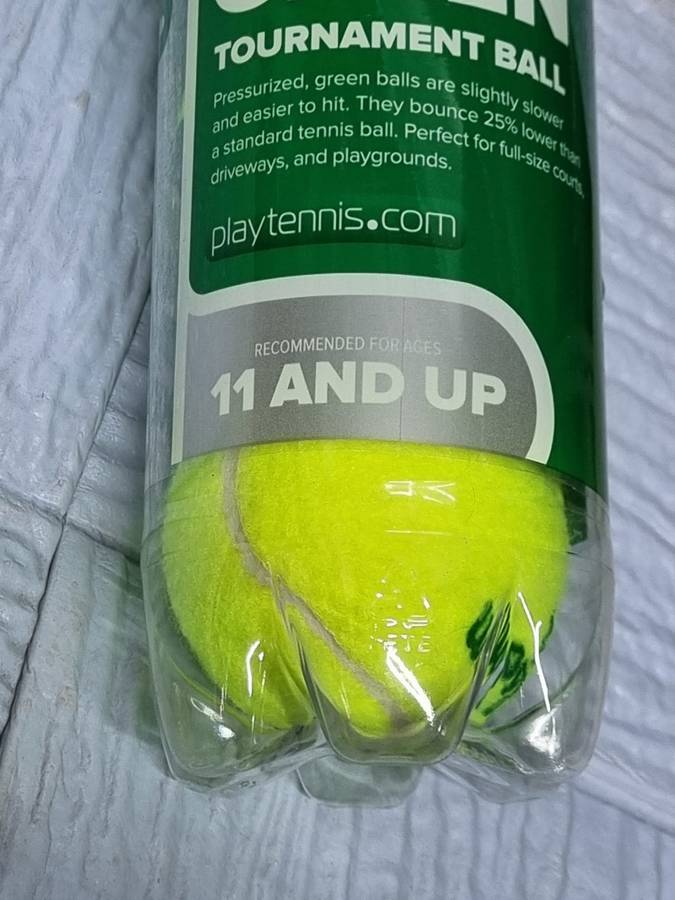 TOURNAMENT BALL
Pressurized, green balls are slightly slower
and easier to hit. They bounce 25% lower than
a standard tennis ball. Perfect for full-size courts,
driveways, and playgrounds.
playtennis.com
RECOMMENDED FOR AGES
11 AND UP